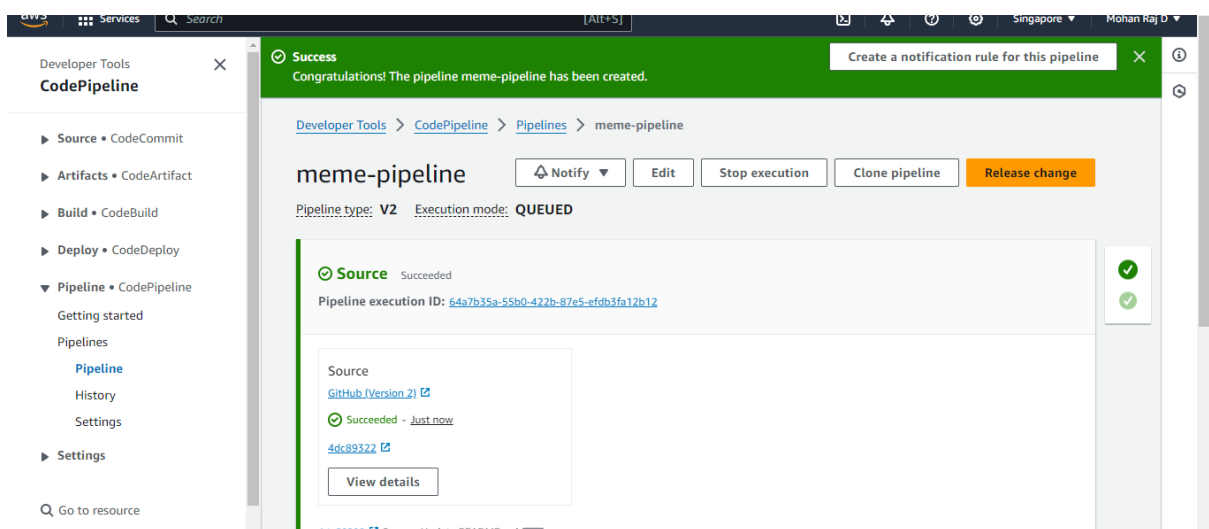 aws Services Search [Alt+S] Singapore ▼ Mohan Raj D ▼
Developer Tools
CodePipeline
Source • CodeCommit
Artifacts • CodeArtifact
Build • CodeBuild
Deploy • CodeDeploy
Pipeline • CodePipeline
Getting started
Pipelines
Pipeline
History
Settings
Settings
Go to resource
Success
Congratulations! The pipeline meme-pipeline has been created.
Create a notification rule for this pipeline
Developer Tools > CodePipeline > Pipelines > meme-pipeline
meme-pipeline
Notify ▼ Edit Stop execution Clone pipeline Release change
Pipeline type: V2 Execution mode: QUEUED
Source Succeeded
Pipeline execution ID: 64a7b35a-55b0-422b-87e5-efdb3fa12b12
Source
GitHub (Version 2)
Succeeded - Just now
4dc89322
View details